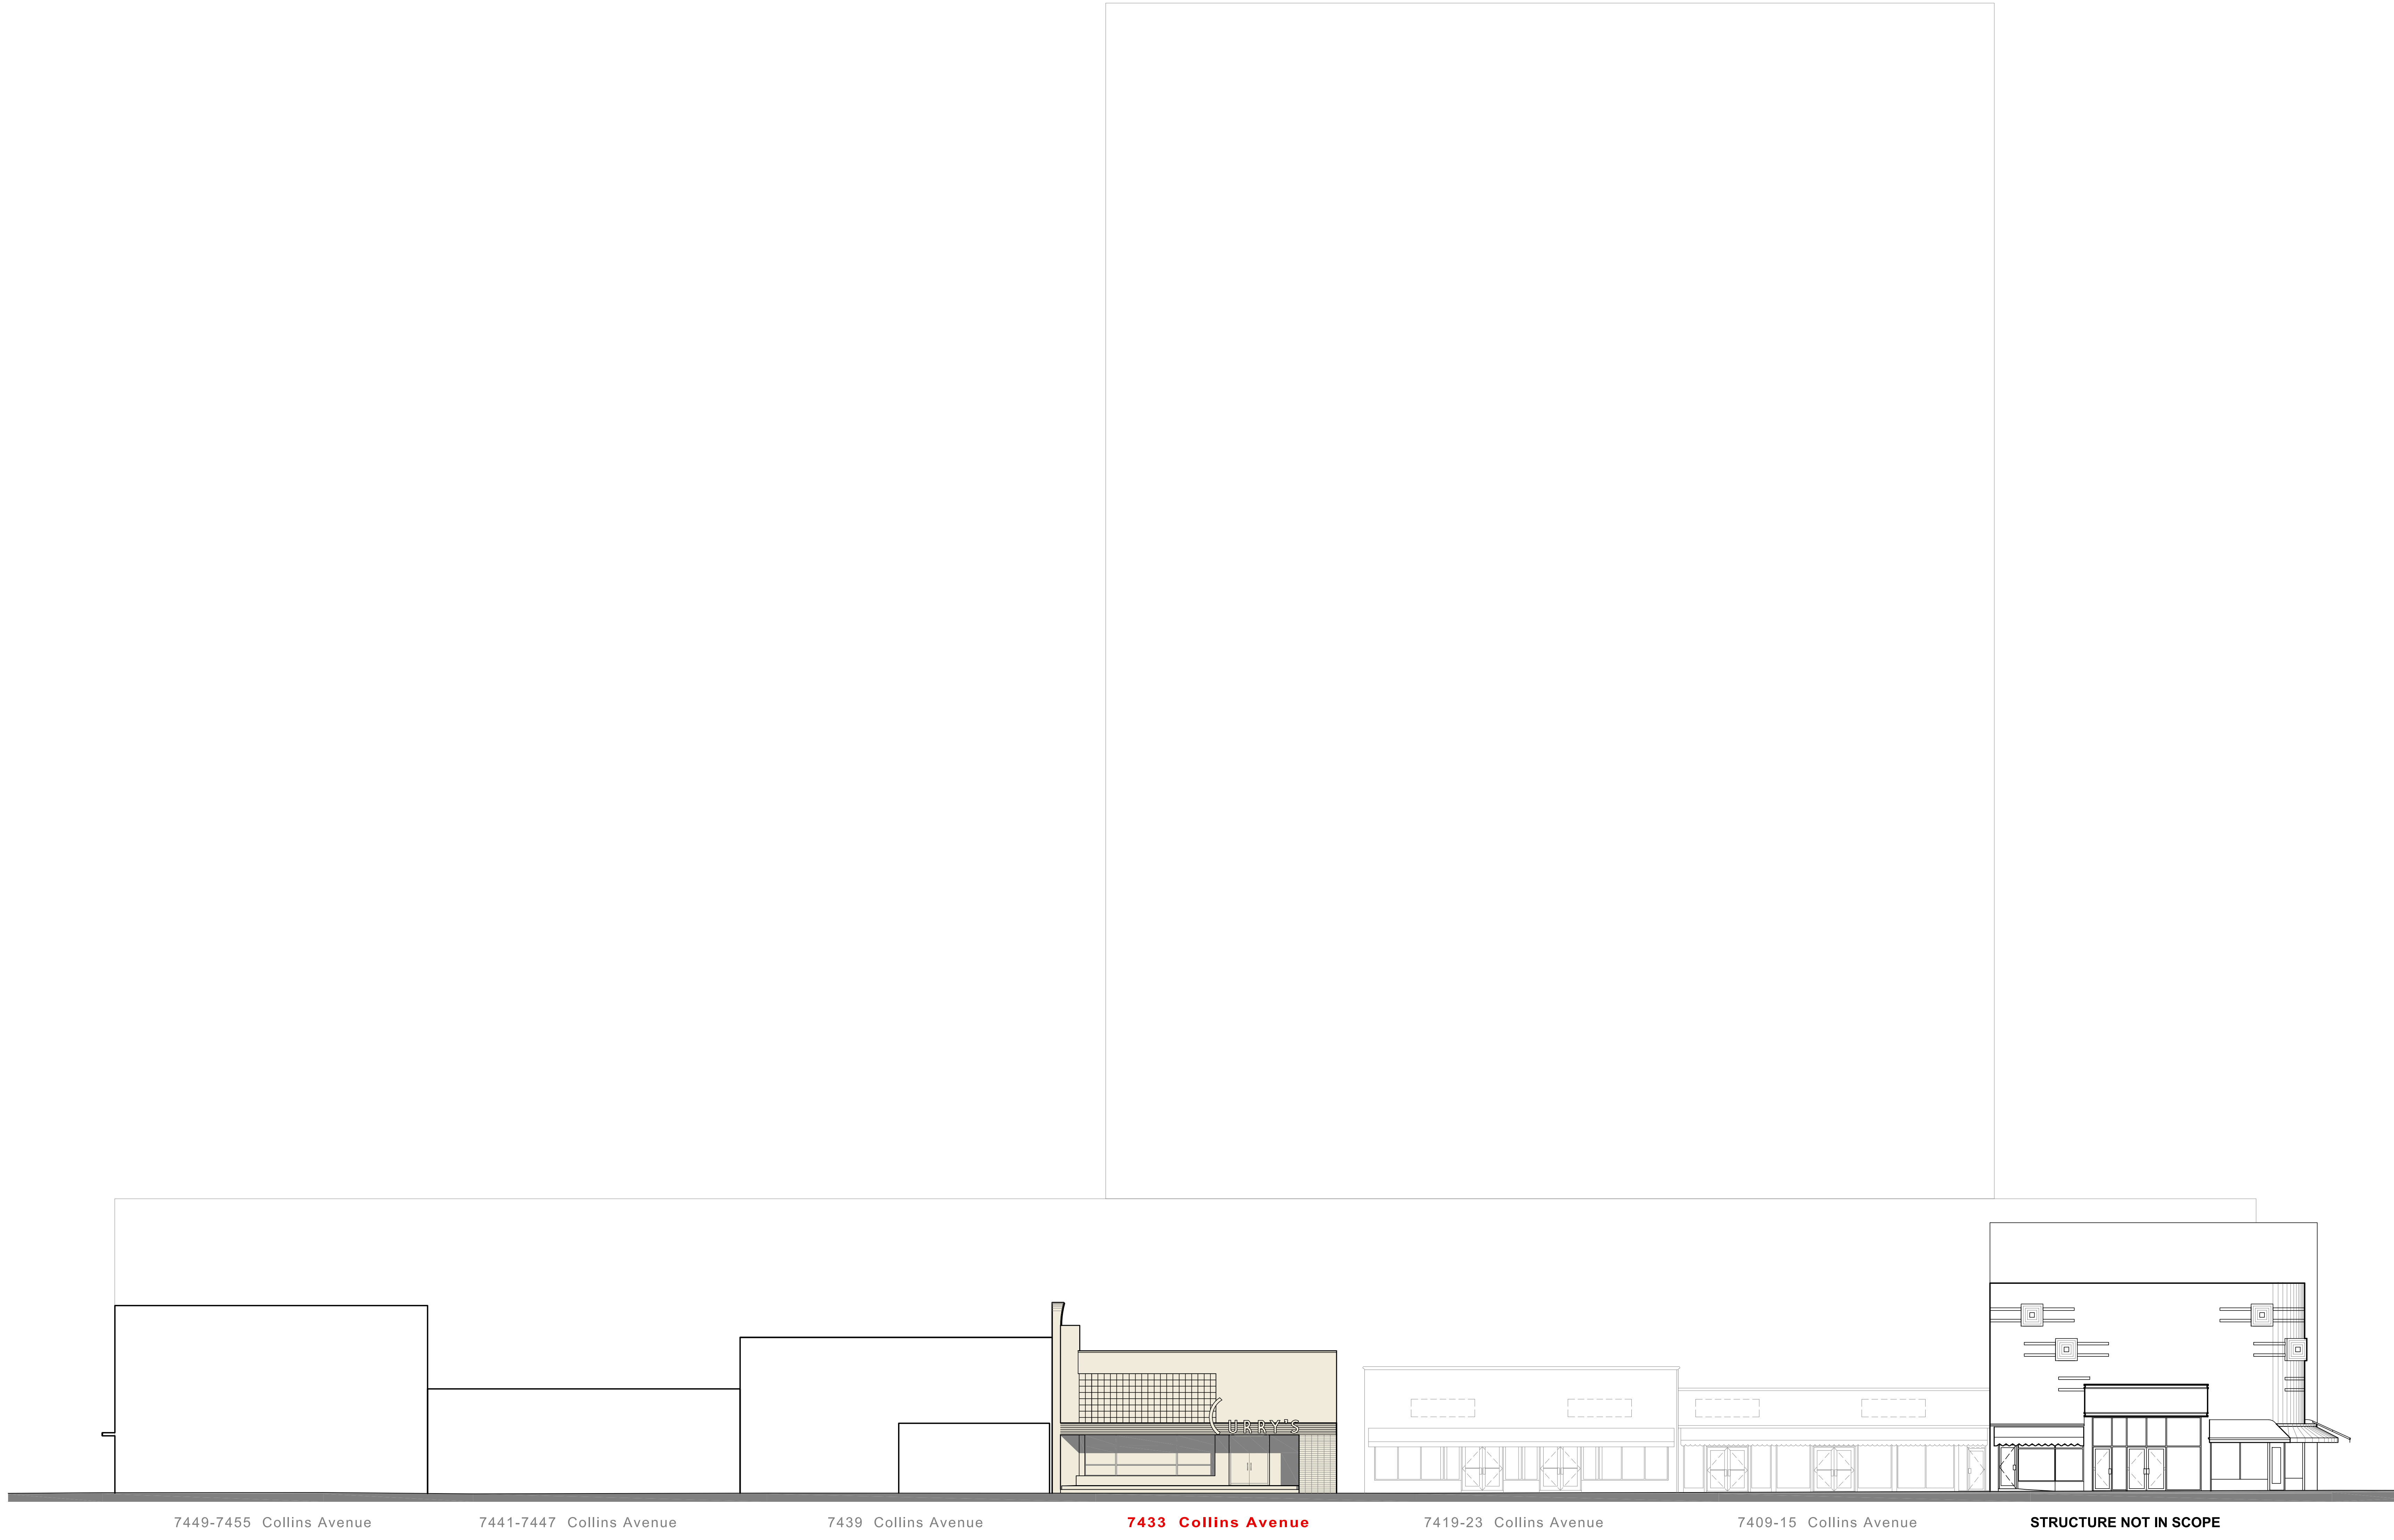 CURRY'S
7449-7455 Collins Avenue
7441-7447 Collins Avenue
7439 Collins Avenue
7433 Collins Avenue
7419-23 Collins Avenue
7409-15 Collins Avenue
STRUCTURE NOT IN SCOPE